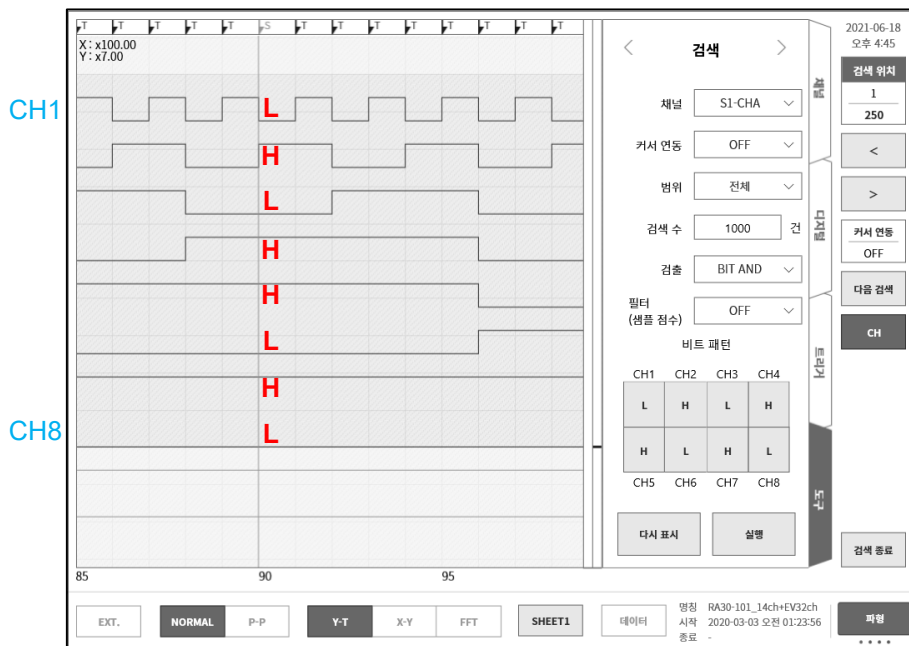 T T T T T S T T T T T T T T
X : x100.00
Y : x7.00
CH1
L
H
L
H
H
L
H
CH8
L
85
90
95
< 검색 >
채널
S1-CHA
커서 연동
OFF
범위
전체
검색 수
1000
건
검출
BIT AND
필터
(샘플 점수)
OFF
비트 패턴
CH1 CH2 CH3 CH4
L H L H
H L H L
CH5 CH6 CH7 CH8
다시 표시
실행
채널
디지털
트리거
도구
2021-06-18
오후 4:45
검색 위치
1
250
<
>
커서 연동
OFF
다음 검색
CH
검색 종료
EXT.
NORMAL
P-P
Y-T
X-Y
FFT
SHEET1
데이터
명칭 RA30-101_14ch+EV32ch
시작 2020-03-03 오전 01:23:56
종료 -
파형